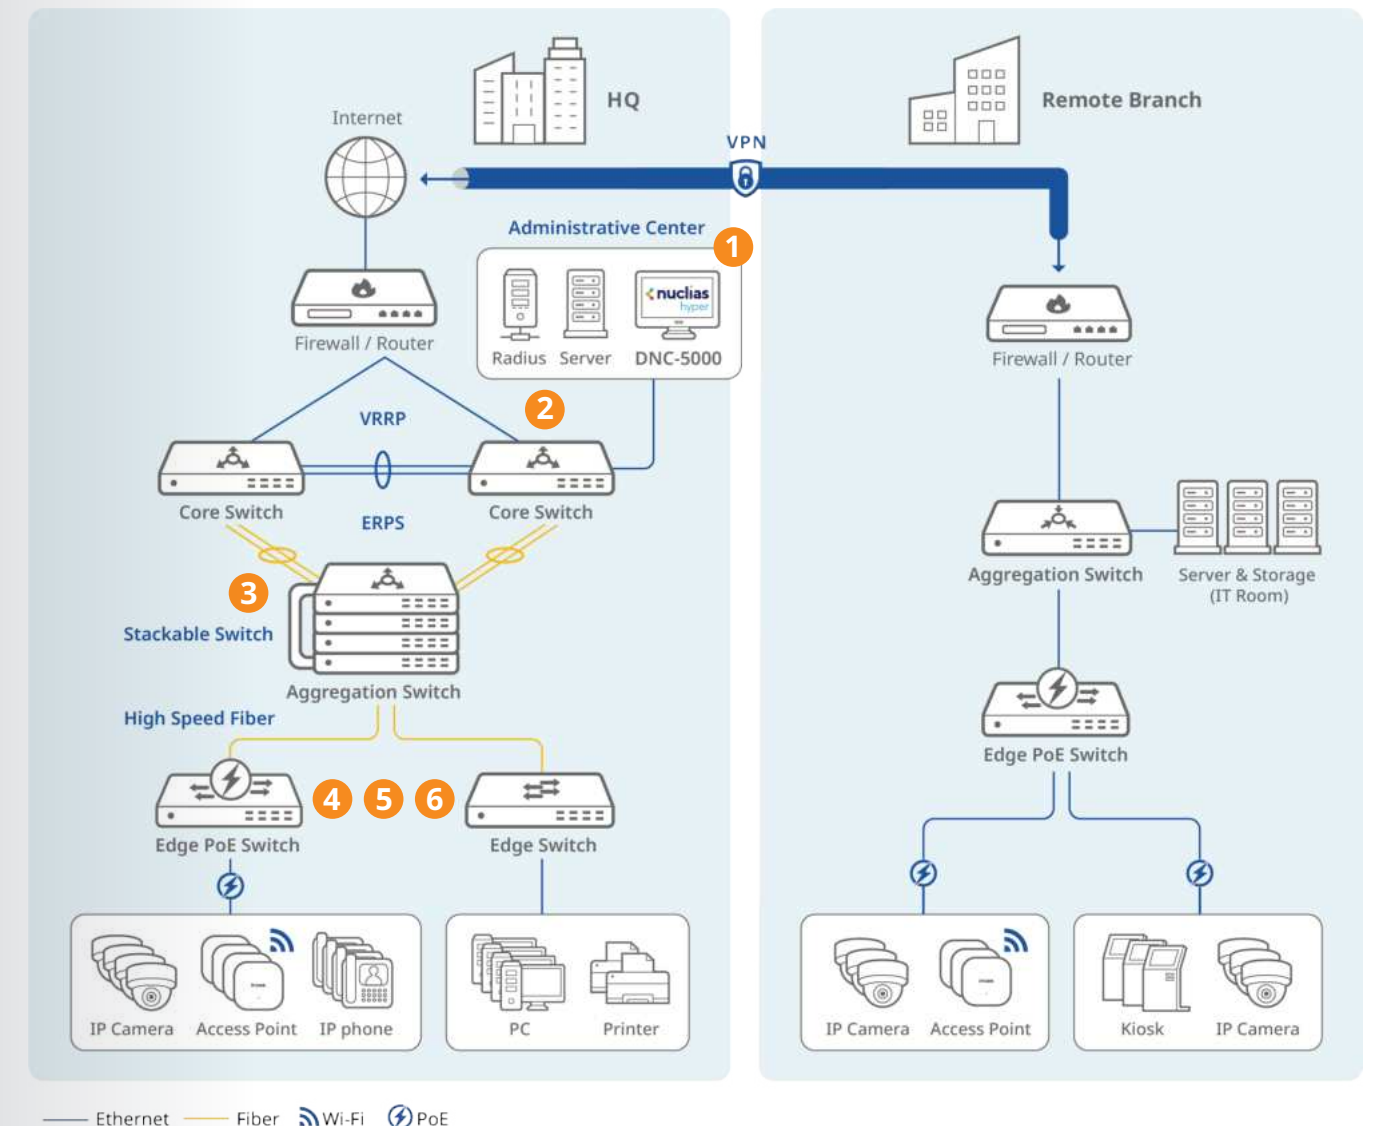 HQ
Remote Branch
Internet
VPN
Administrative Center
1
nuclias
hyper
Radius
Server
DNC-5000
Firewall / Router
Firewall / Router
2
VRRP
Core Switch
Core Switch
ERPS
Aggregation Switch
Server & Storage
(IT Room)
3
Stackable Switch
Aggregation Switch
High Speed Fiber
Edge PoE Switch
4
5
6
Edge PoE Switch
Edge Switch
IP Camera
Access Point
IP phone
PC
Printer
IP Camera
Access Point
Kiosk
IP Camera
Ethernet
Fiber
Wi-Fi
PoE